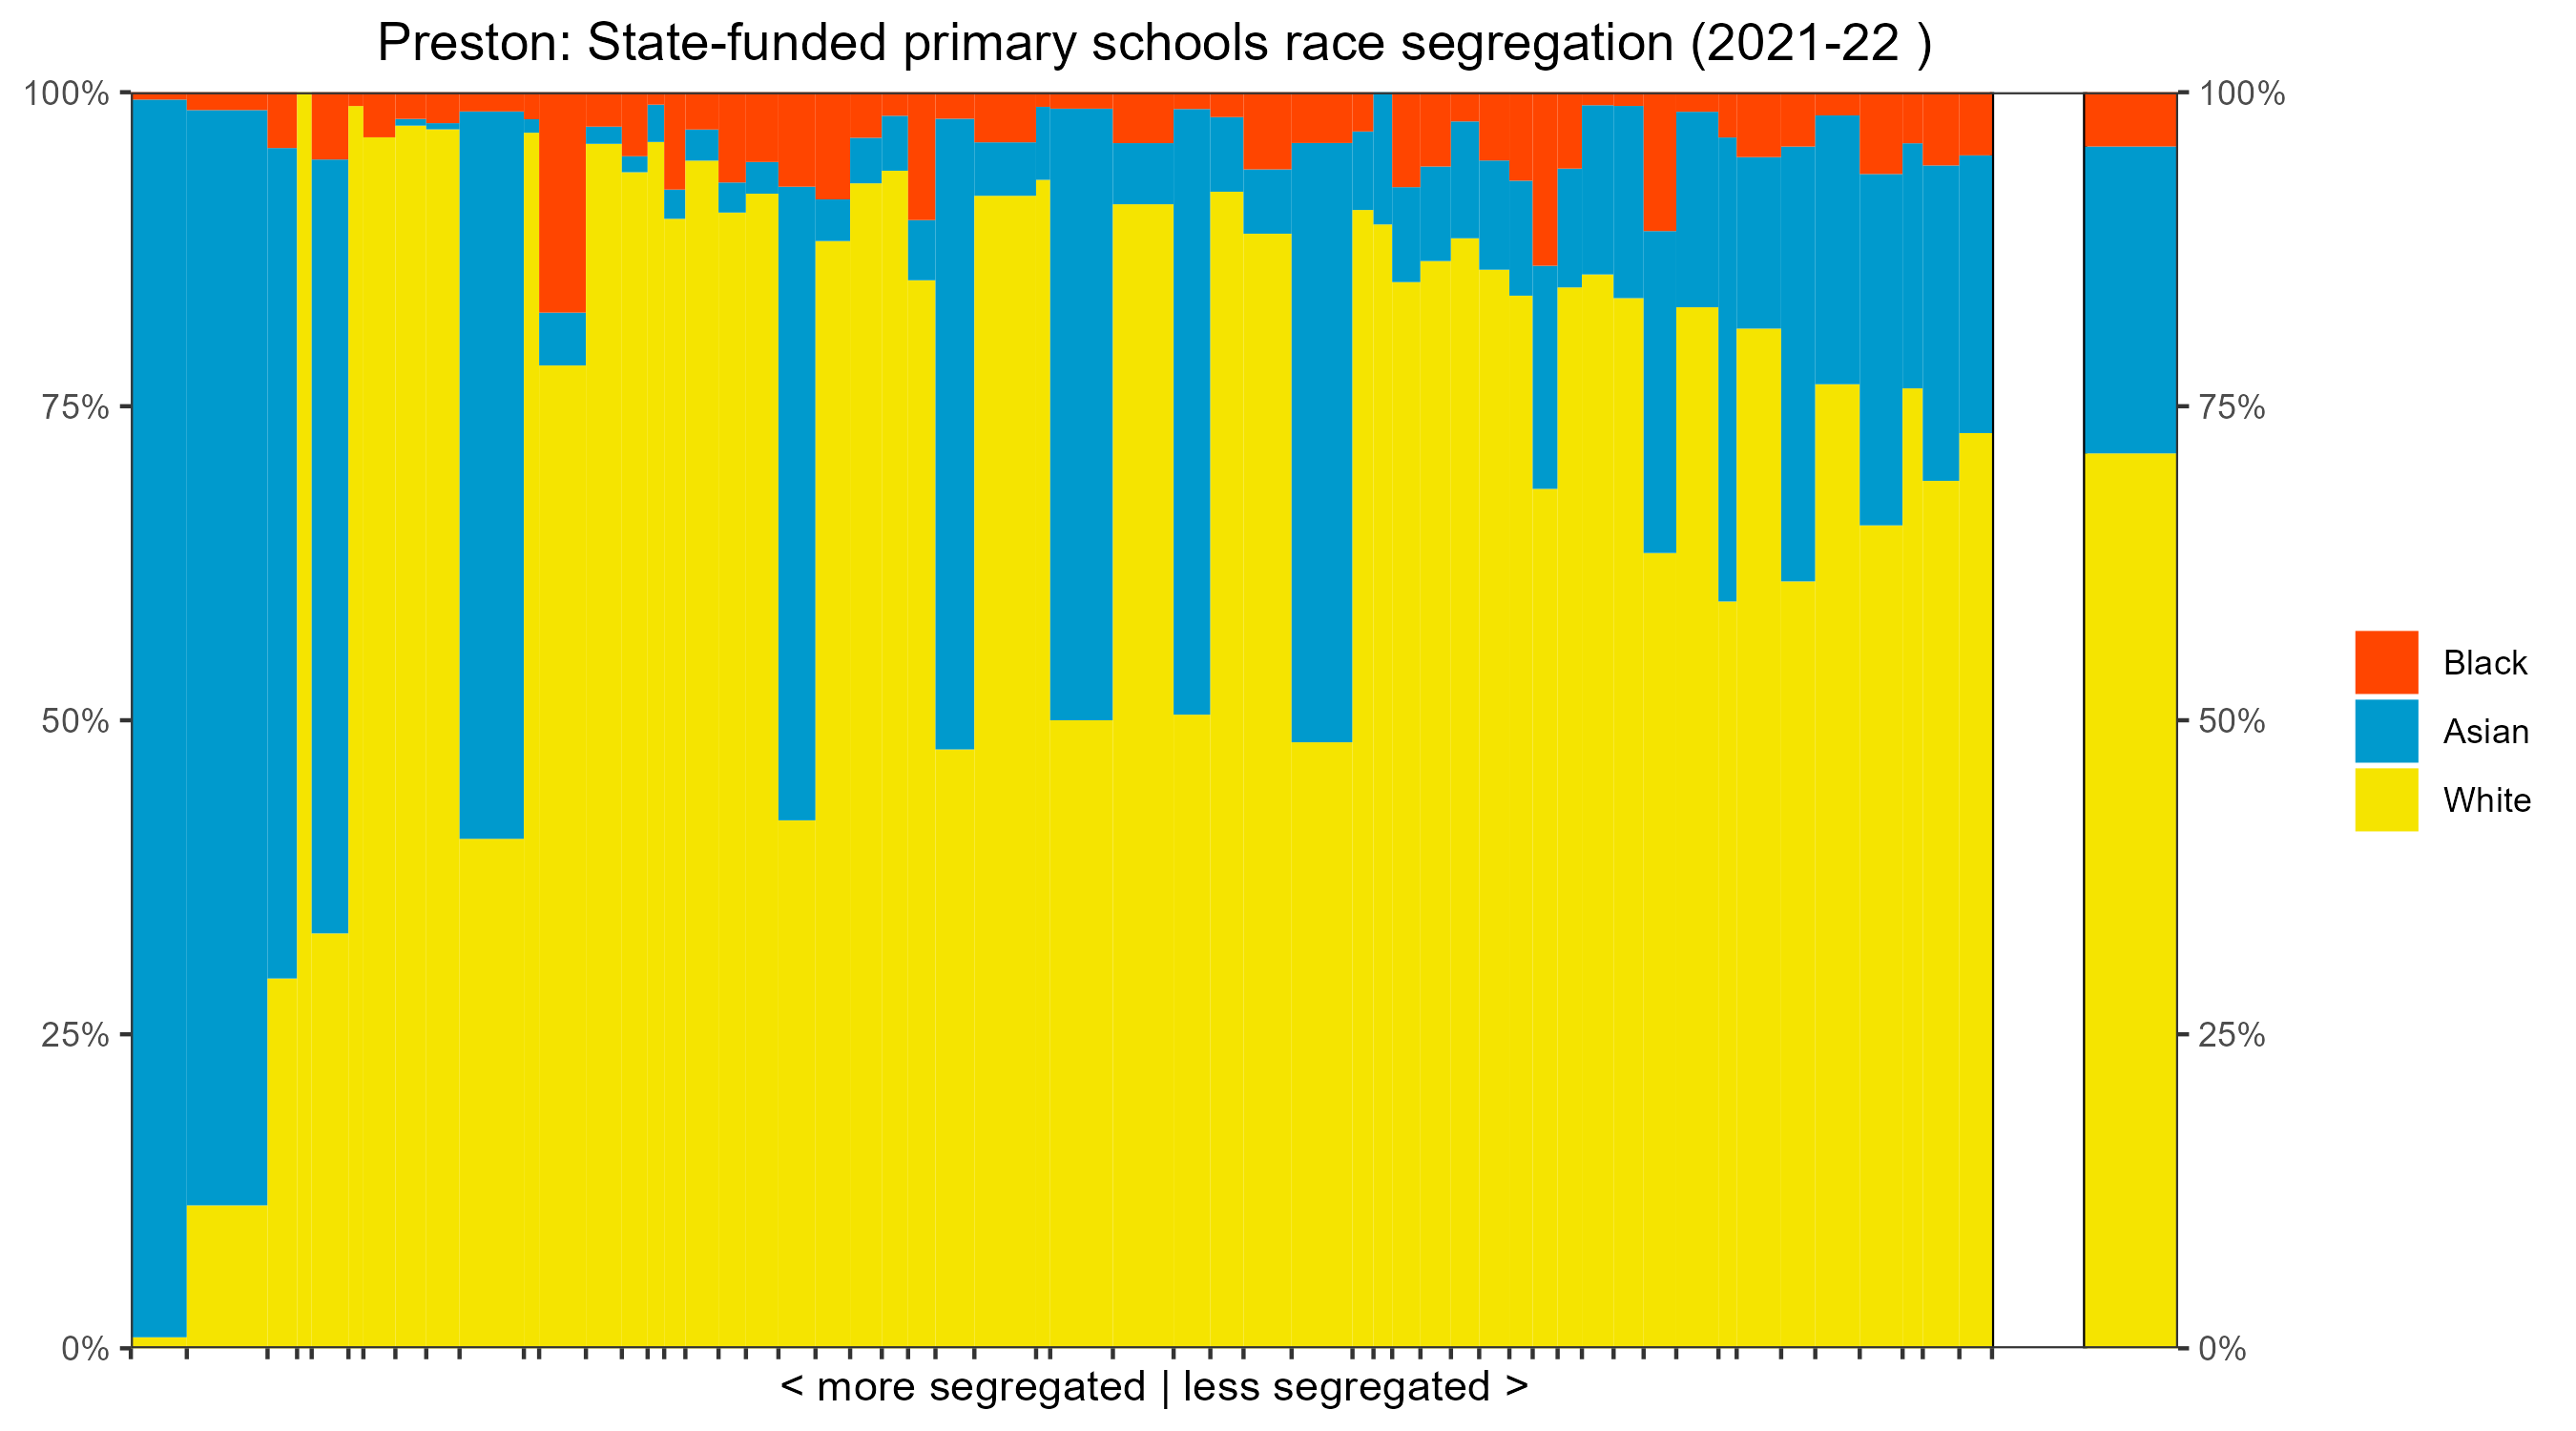 Preston: State-funded primary schools race segregation (2021-22 )
100%
75%
50%
25%
0%
100%
75%
50%
25%
0%
Black
Asian
White
< more segregated | less segregated >